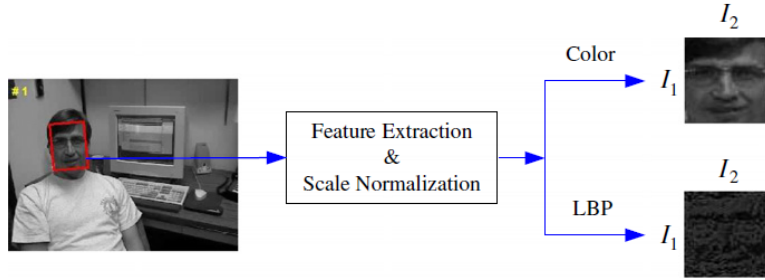 #1
Feature Extraction
&
Scale Normalization
Color
I₂
I₁
LBP
I₂
I₁